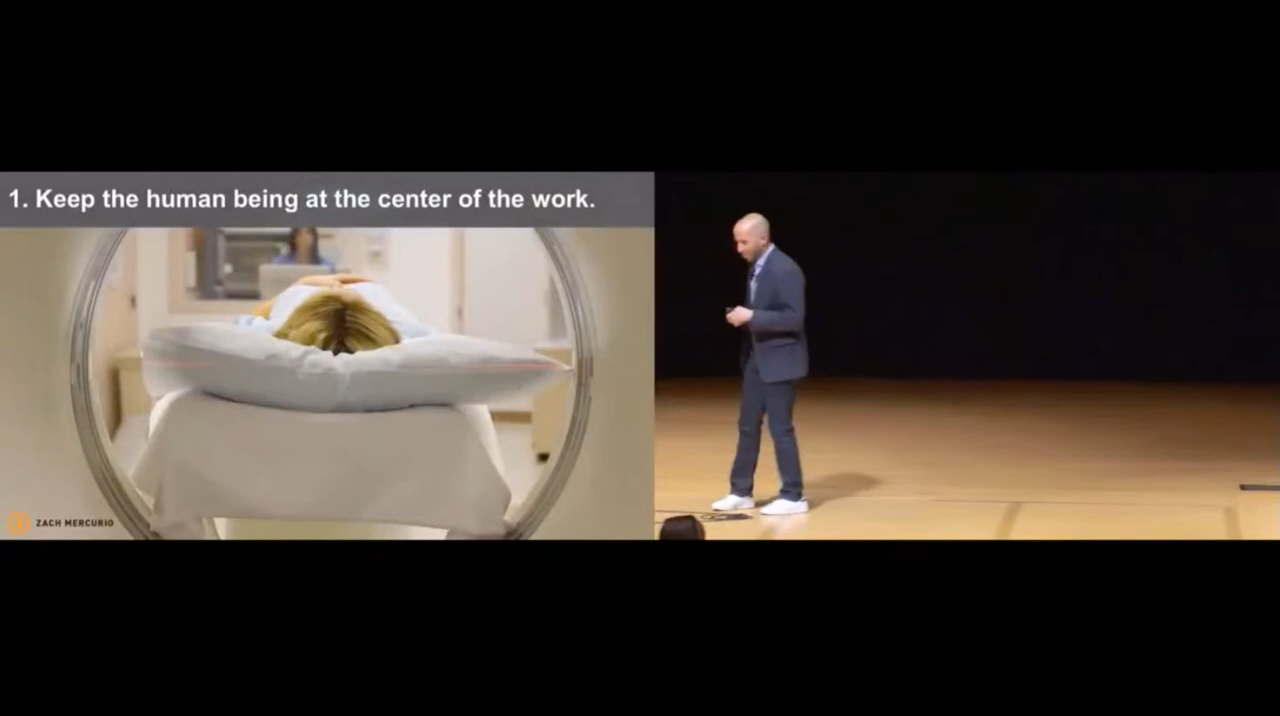 1. Keep the human being at the center of the work.
ZACH MERCURIO